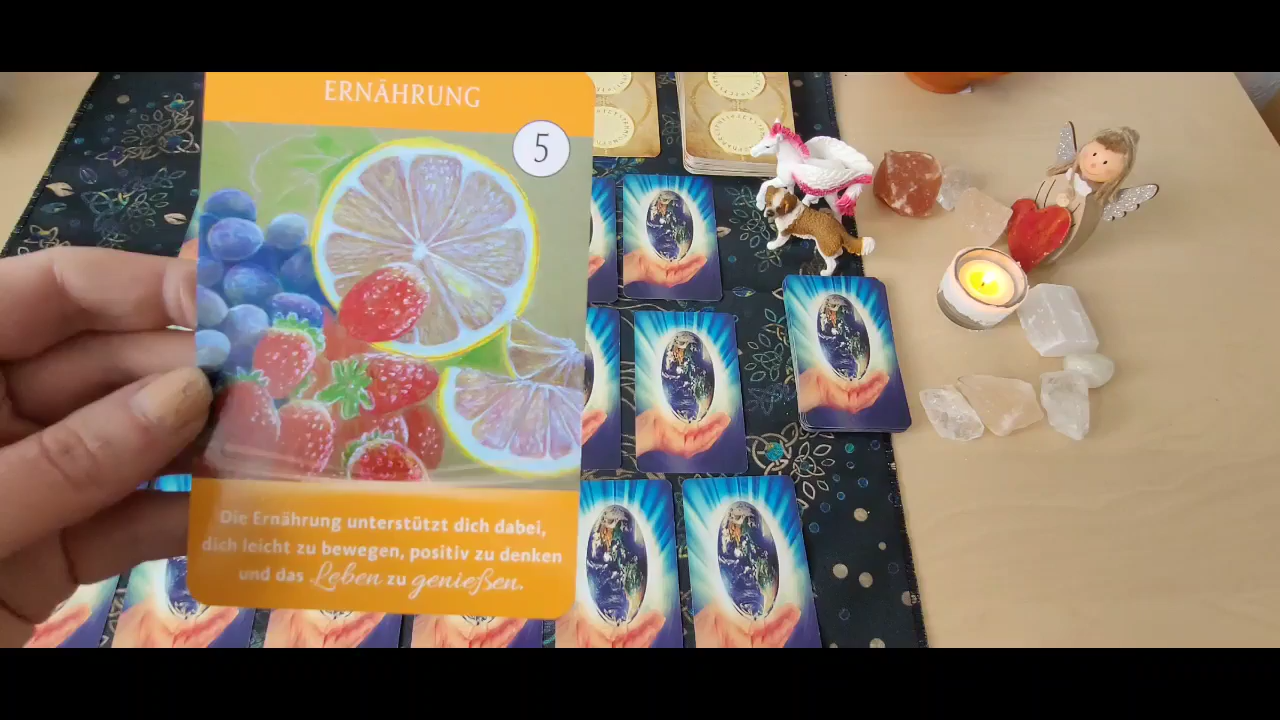 ERNÄHRUNG
5
Die Ernährung unterstützt dich dabei,
dich leicht zu bewegen, positiv zu denken
und das Leben zu genießen.